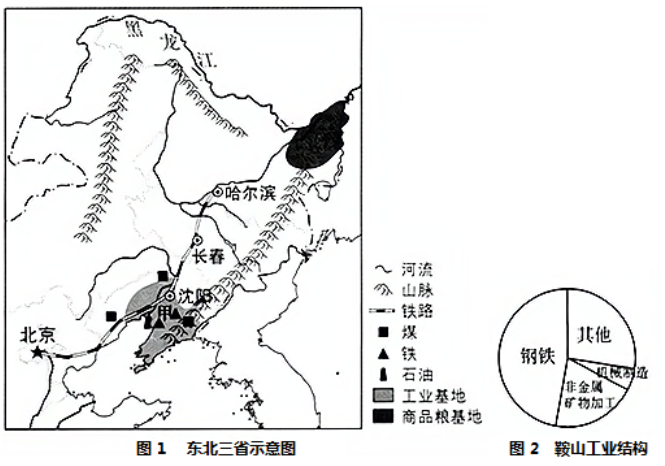 黑龙江
哈尔滨
长春
沈阳
甲
北京
河流
山脉
铁路
煤
铁
石油
工业基地
商品粮基地
钢铁
其他
机械制造
非金属
矿物加工
图1 东北三省示意图
图2 鞍山工业结构